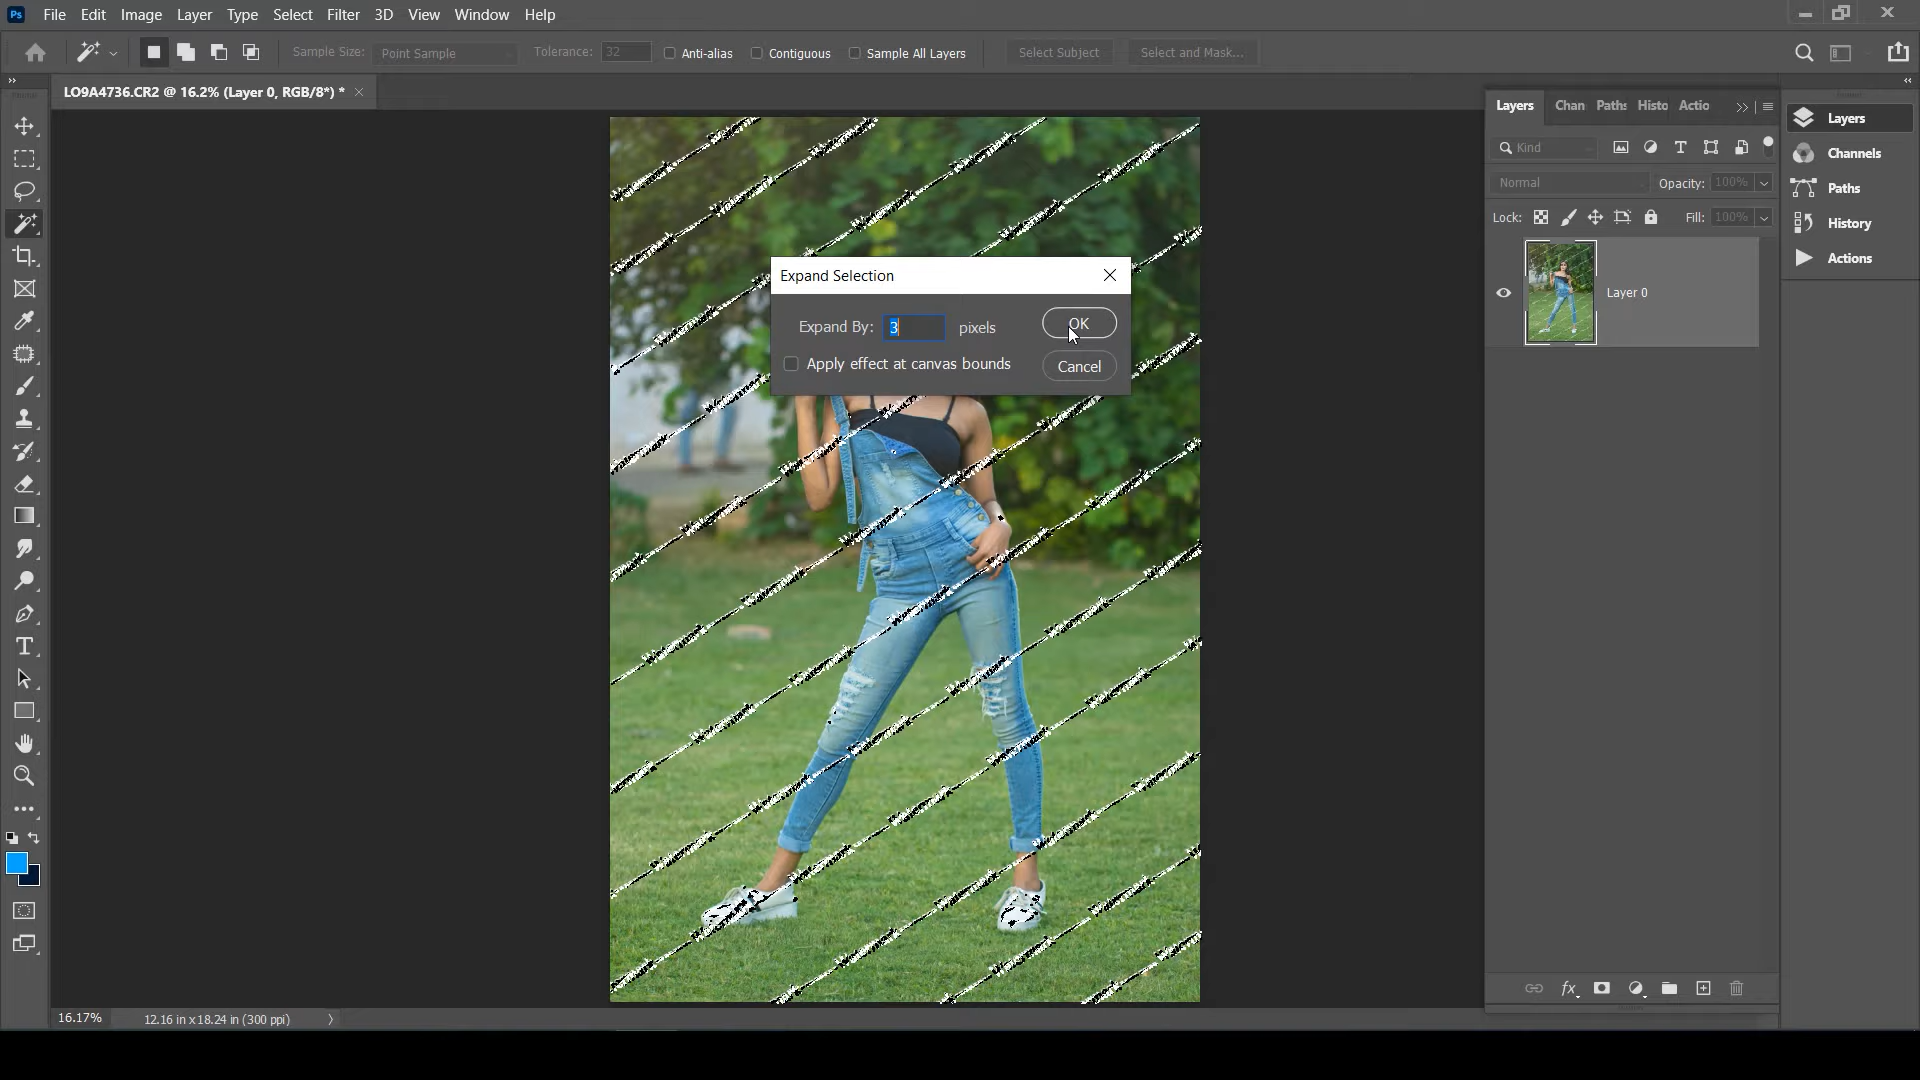 Ps File Edit Image Layer Type Select Filter 3D View Window Help
Sample Size: Point Sample Tolerance: 32 Anti-alias Contiguous Sample All Layers Select Subject Select and Mask...
LO9A4736.CR2 @ 16.2% (Layer 0, RGB/8*) *
Layers Chan Paths Histo Actio
Kind
Normal Opacity: 100%
Lock: Fill: 100%
Layer 0
Layers
Channels
Paths
History
Actions
Expand Selection
Expand By: 3 pixels OK
Apply effect at canvas bounds Cancel
16.17% 12.16 in x 18.24 in (300 ppi)